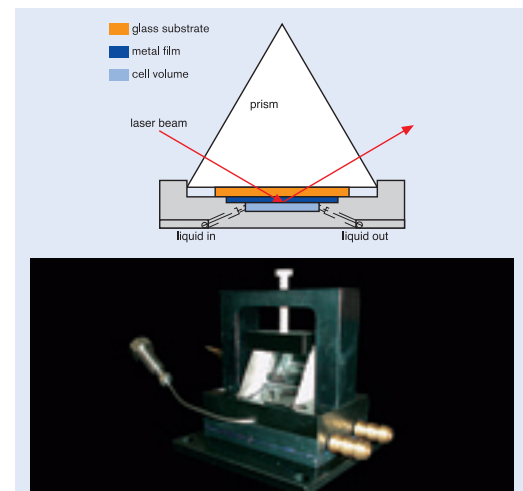 glass substrate
metal film
cell volume
prism
laser beam
liquid in
liquid out